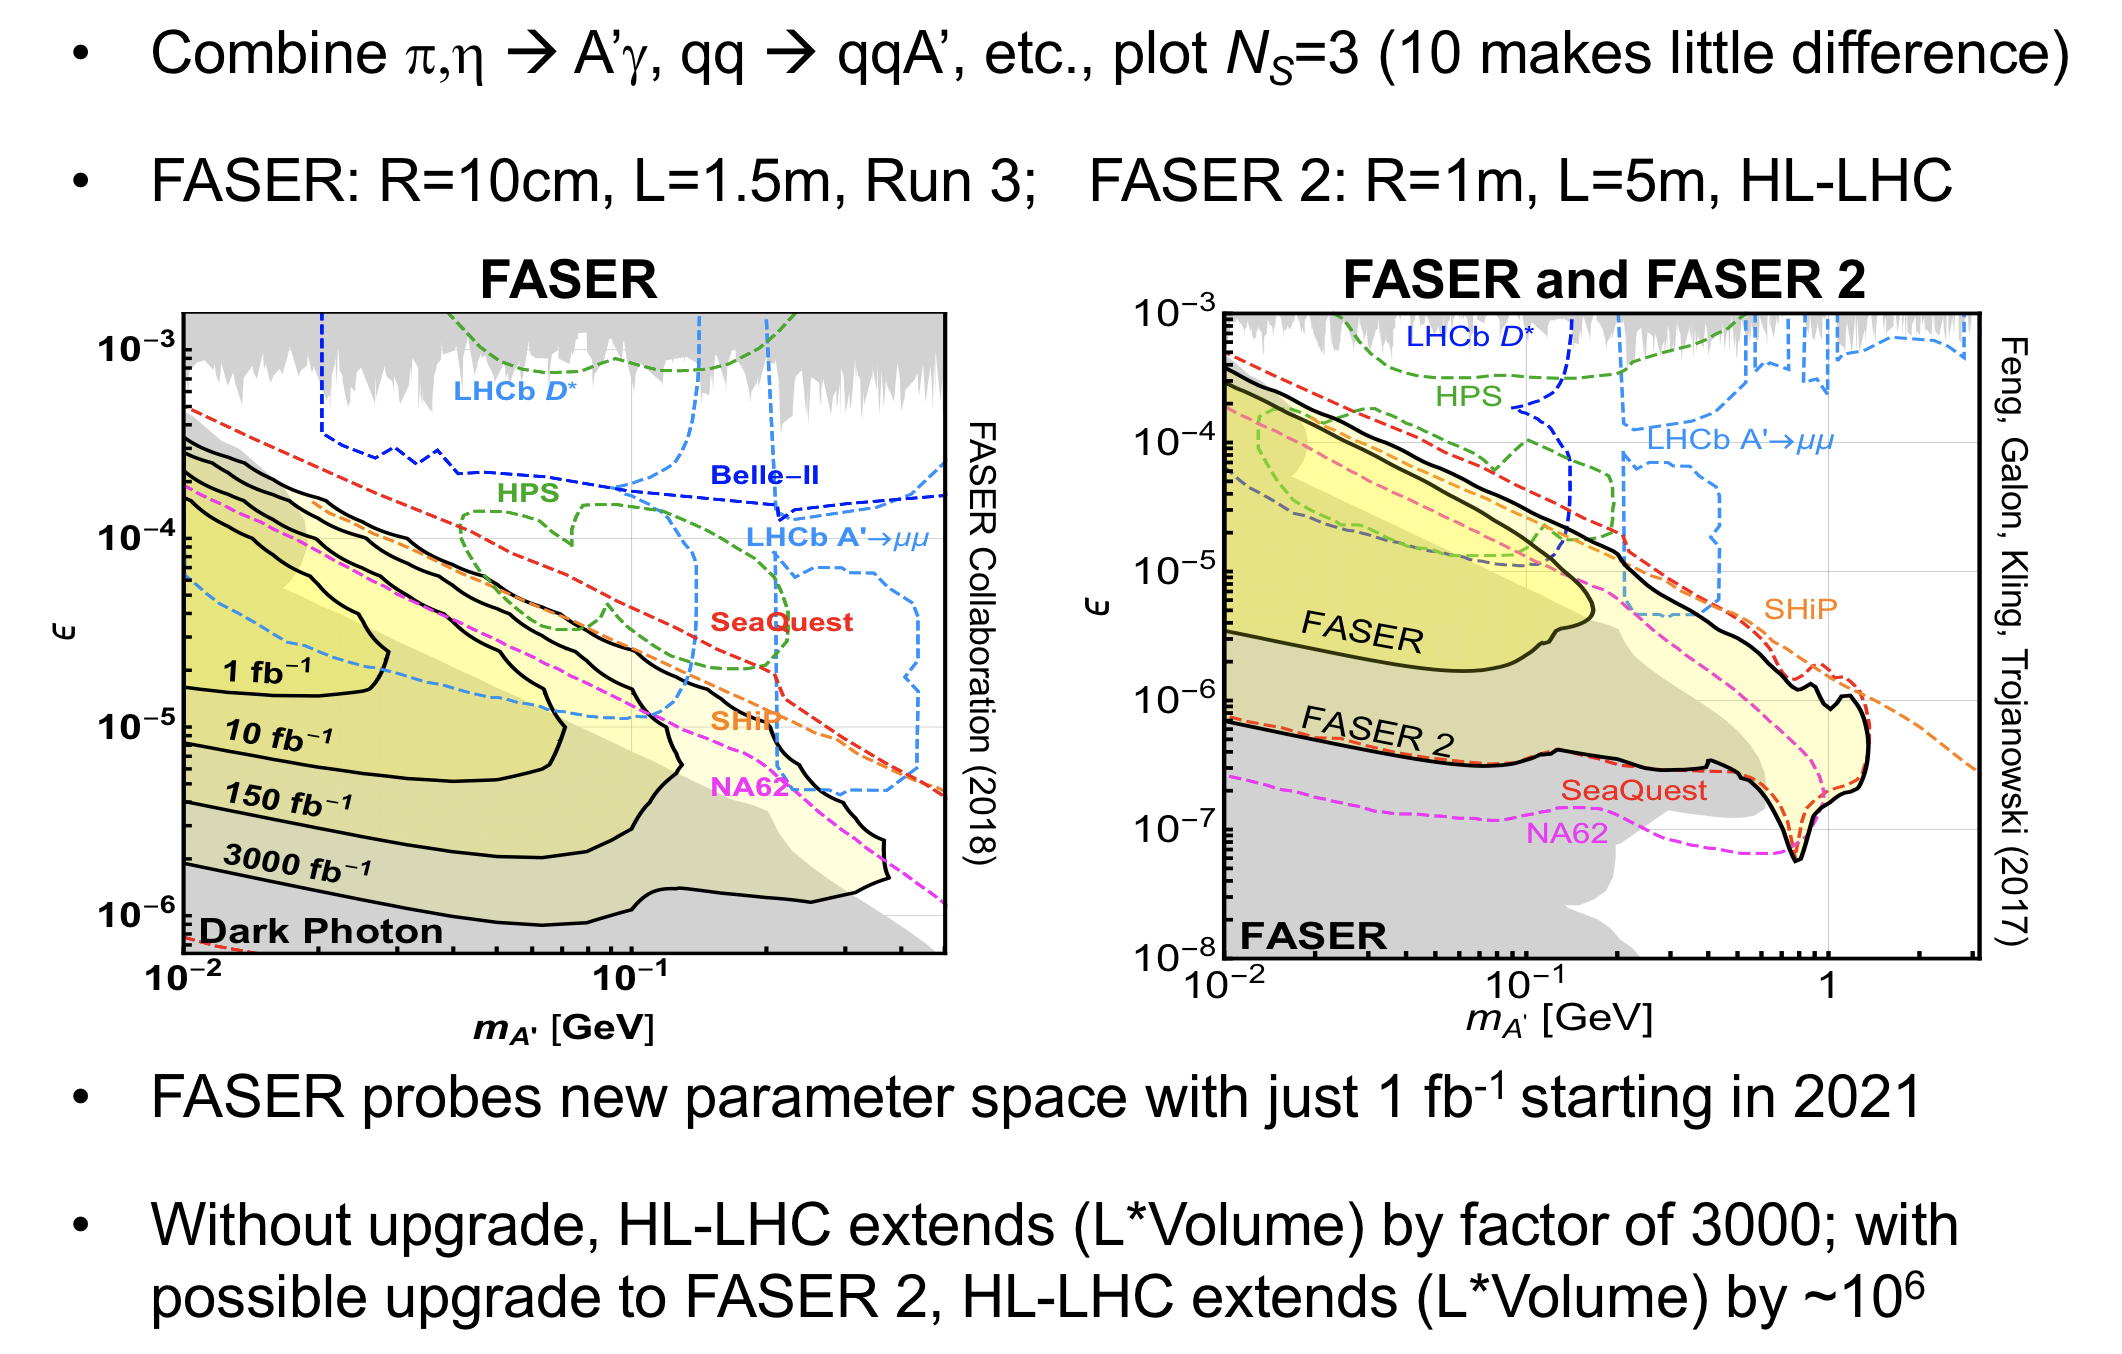 • Combine π,η → A’γ, qq → qqA’, etc., plot N_S=3 (10 makes little difference)
• FASER: R=10cm, L=1.5m, Run 3; FASER 2: R=1m, L=5m, HL-LHC
FASER
10⁻³
10⁻⁴
10⁻⁵
10⁻⁶
ϵ
LHCb D*
HPS
Belle–II
LHCb A'→μμ
SeaQuest
SHiP
NA62
1 fb⁻¹
10 fb⁻¹
150 fb⁻¹
3000 fb⁻¹
Dark Photon
10⁻²
10⁻¹
m_A' [GeV]
FASER Collaboration (2018)
FASER and FASER 2
10⁻³
10⁻⁴
10⁻⁵
10⁻⁶
10⁻⁷
10⁻⁸
ϵ
LHCb D*
HPS
LHCb A'→μμ
SHiP
FASER
FASER 2
SeaQuest
NA62
FASER
10⁻²
10⁻¹
1
m_A' [GeV]
Feng, Galon, Kling, Trojanowski (2017)
• FASER probes new parameter space with just 1 fb⁻¹ starting in 2021
• Without upgrade, HL-LHC extends (L*Volume) by factor of 3000; with
possible upgrade to FASER 2, HL-LHC extends (L*Volume) by ~10⁶